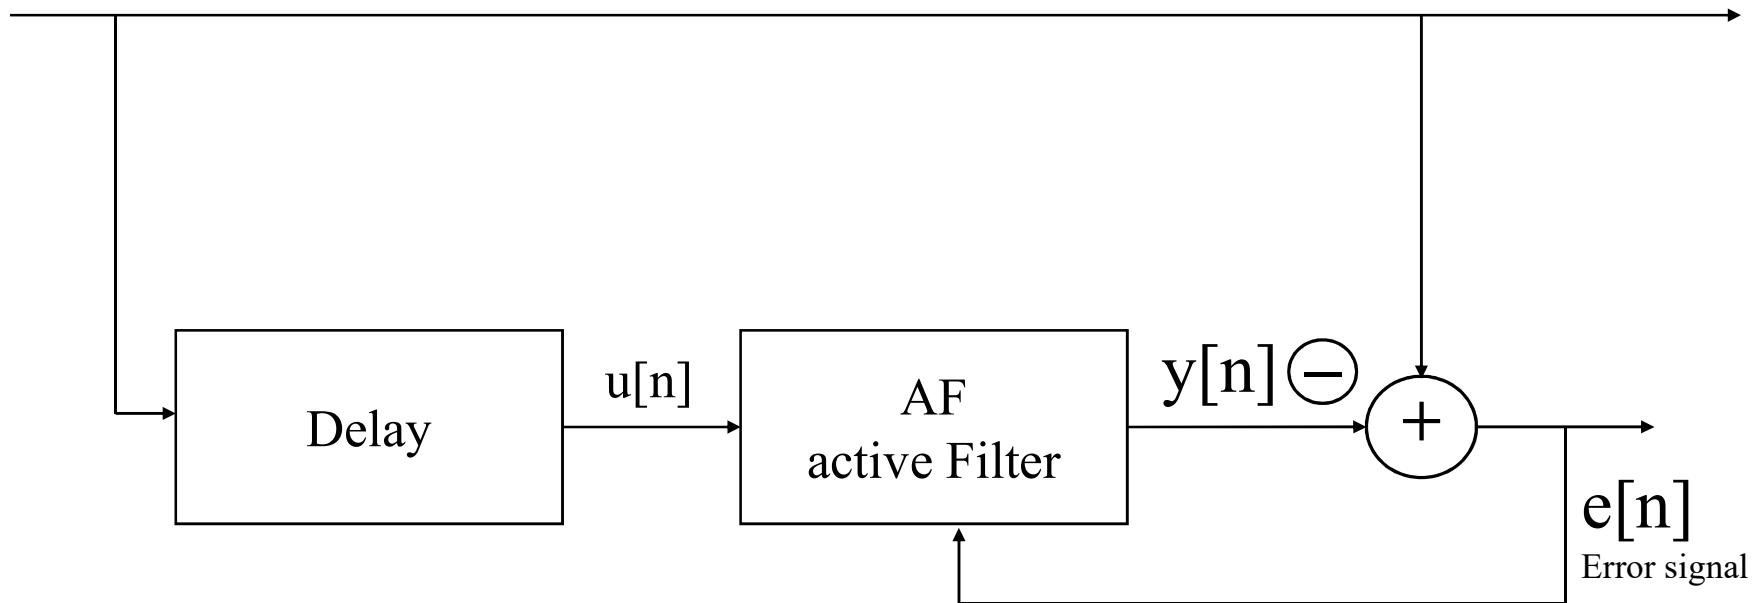 Delay
u[n]
AF
active Filter
y[n]
−
+
e[n]
Error signal